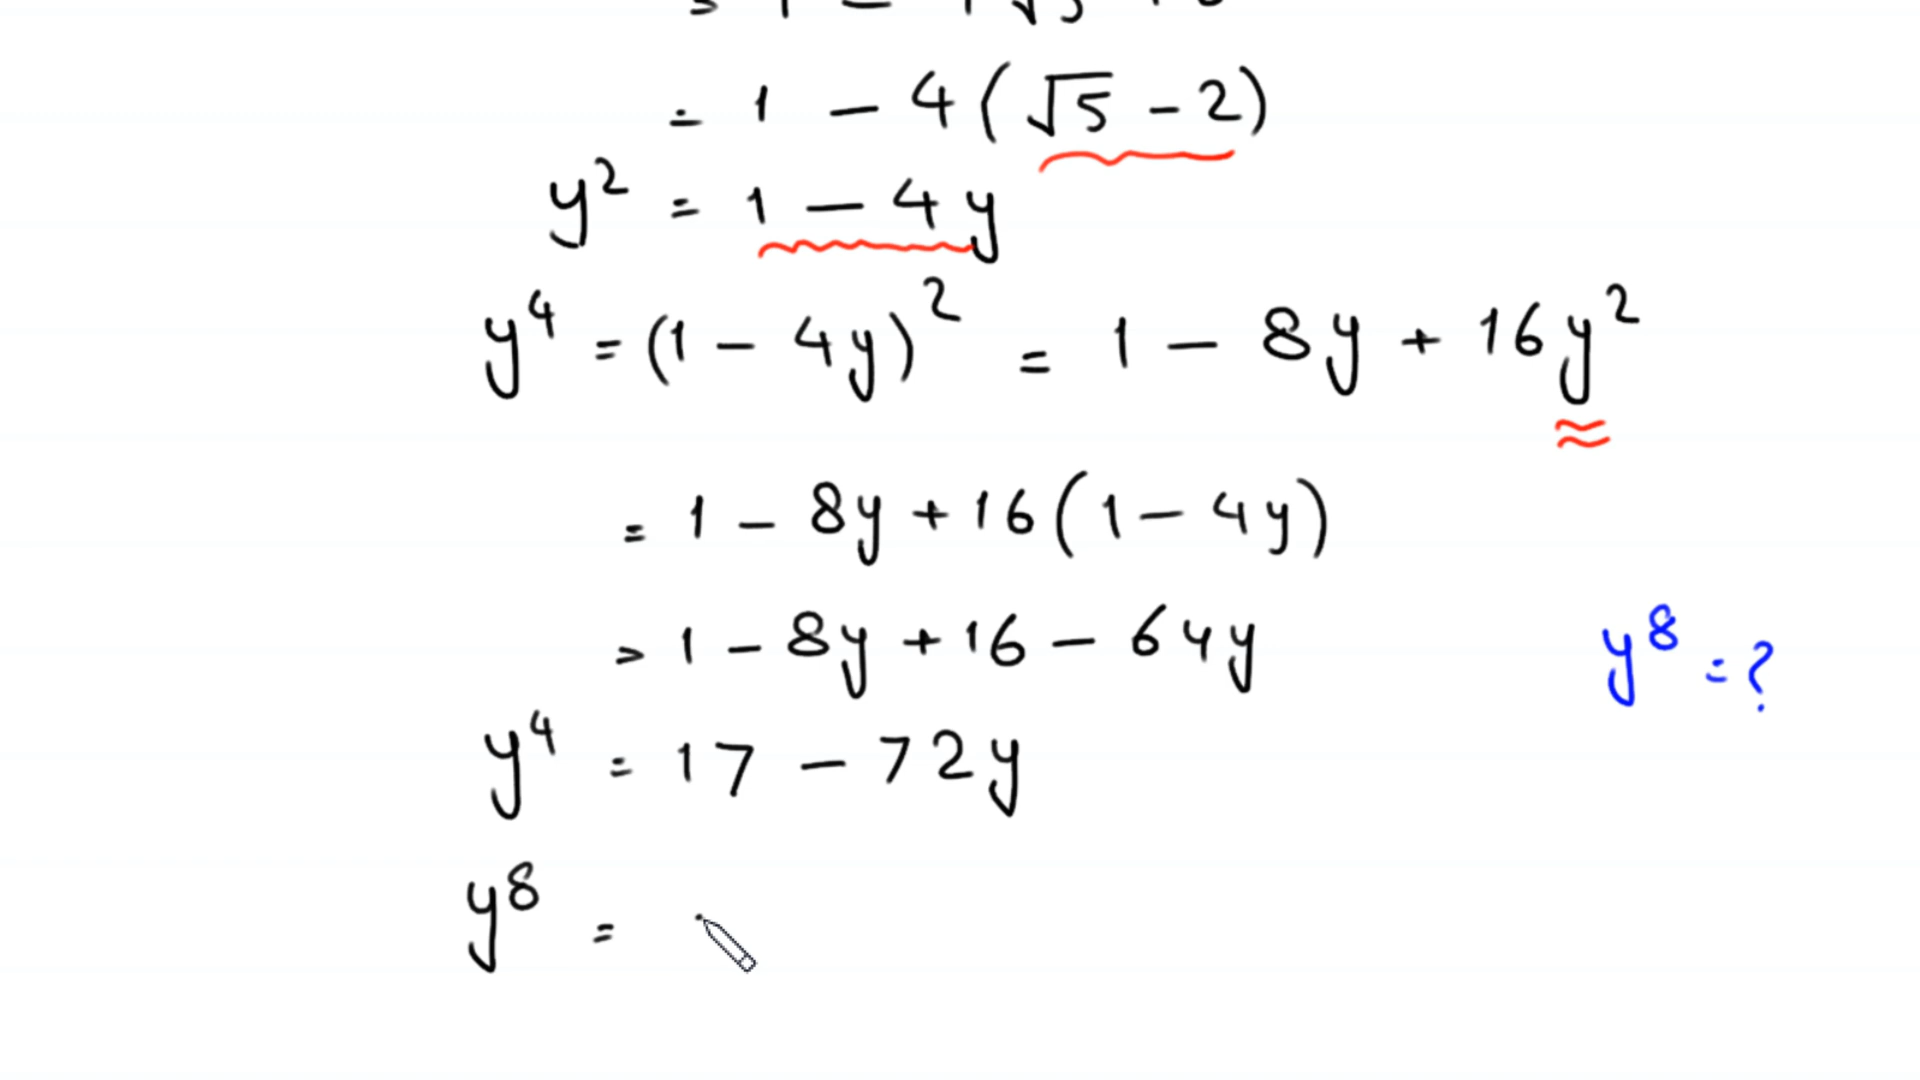 = 1 - 4(√5 - 2)
y² = 1 - 4y
y⁴ = (1 - 4y)² = 1 - 8y + 16y²
= 1 - 8y + 16(1 - 4y)
= 1 - 8y + 16 - 64y
y⁸ = ?
y⁴ = 17 - 72y
y⁸ =